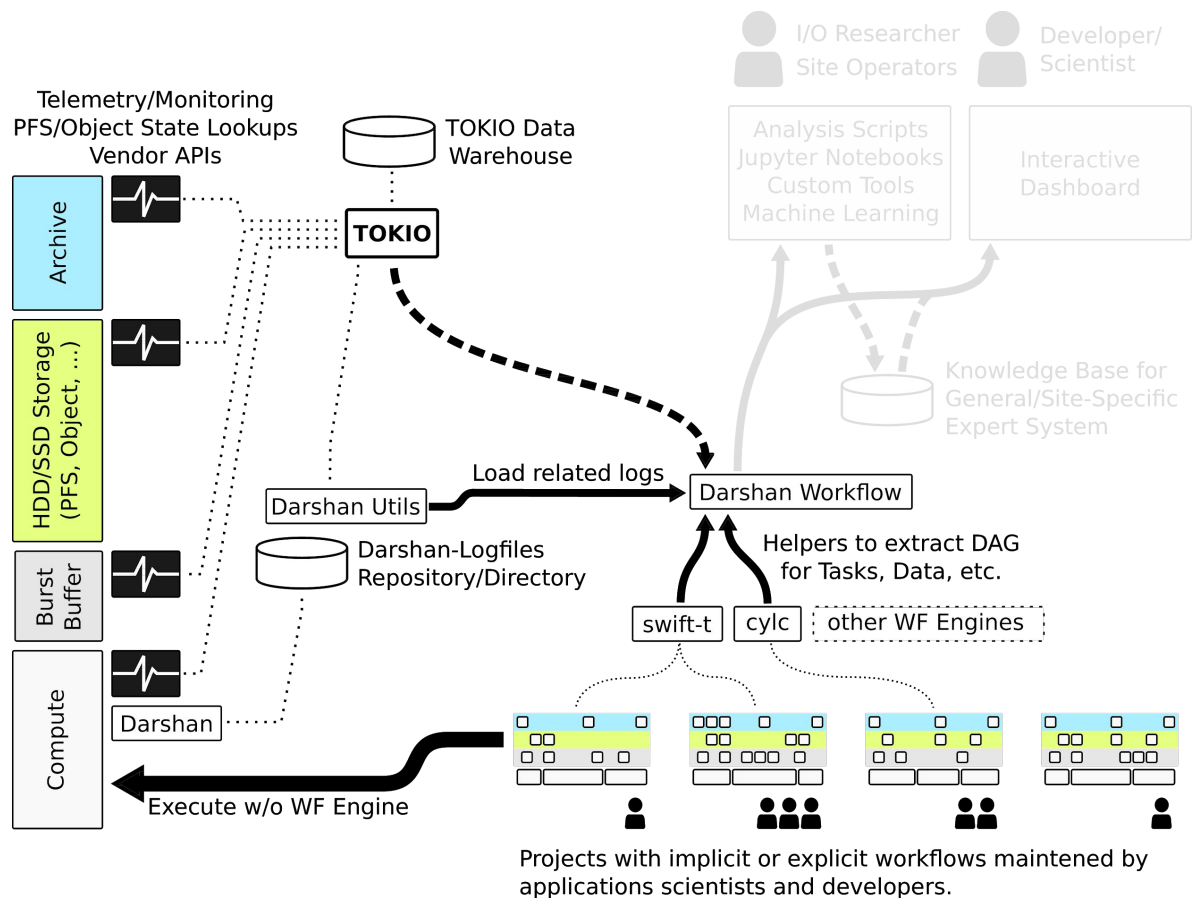 I/O Researcher
Site Operators
Developer/
Scientist
Telemetry/Monitoring
PFS/Object State Lookups
Vendor APIs
TOKIO Data
Warehouse
Analysis Scripts
Jupyter Notebooks
Custom Tools
Machine Learning
Interactive
Dashboard
Archive
TOKIO
HDD/SSD Storage
(PFS, Object, ...)
Knowledge Base for
General/Site-Specific
Expert System
Load related logs
Darshan Utils
Darshan Workflow
Darshan-Logfiles
Repository/Directory
Helpers to extract DAG
for Tasks, Data, etc.
Burst
Buffer
swift-t
cylc
other WF Engines
Compute
Darshan
Execute w/o WF Engine
Projects with implicit or explicit workflows maintened by
applications scientists and developers.